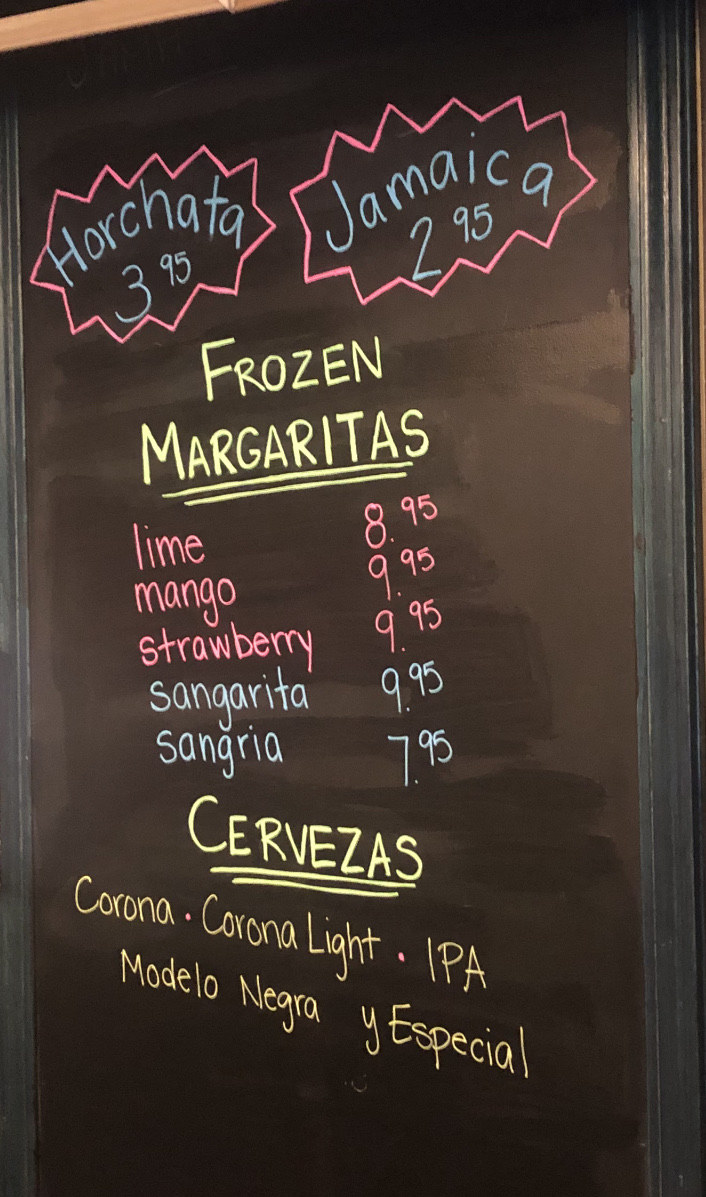 Horchata
3.95
Jamaica
2.95
FROZEN
MARGARITAS
lime 8.95
mango 9.95
strawberry 9.95
sangarita 9.95
sangria 7.95
CERVEZAS
Corona · Corona Light · IPA
Modelo Negra y Especial